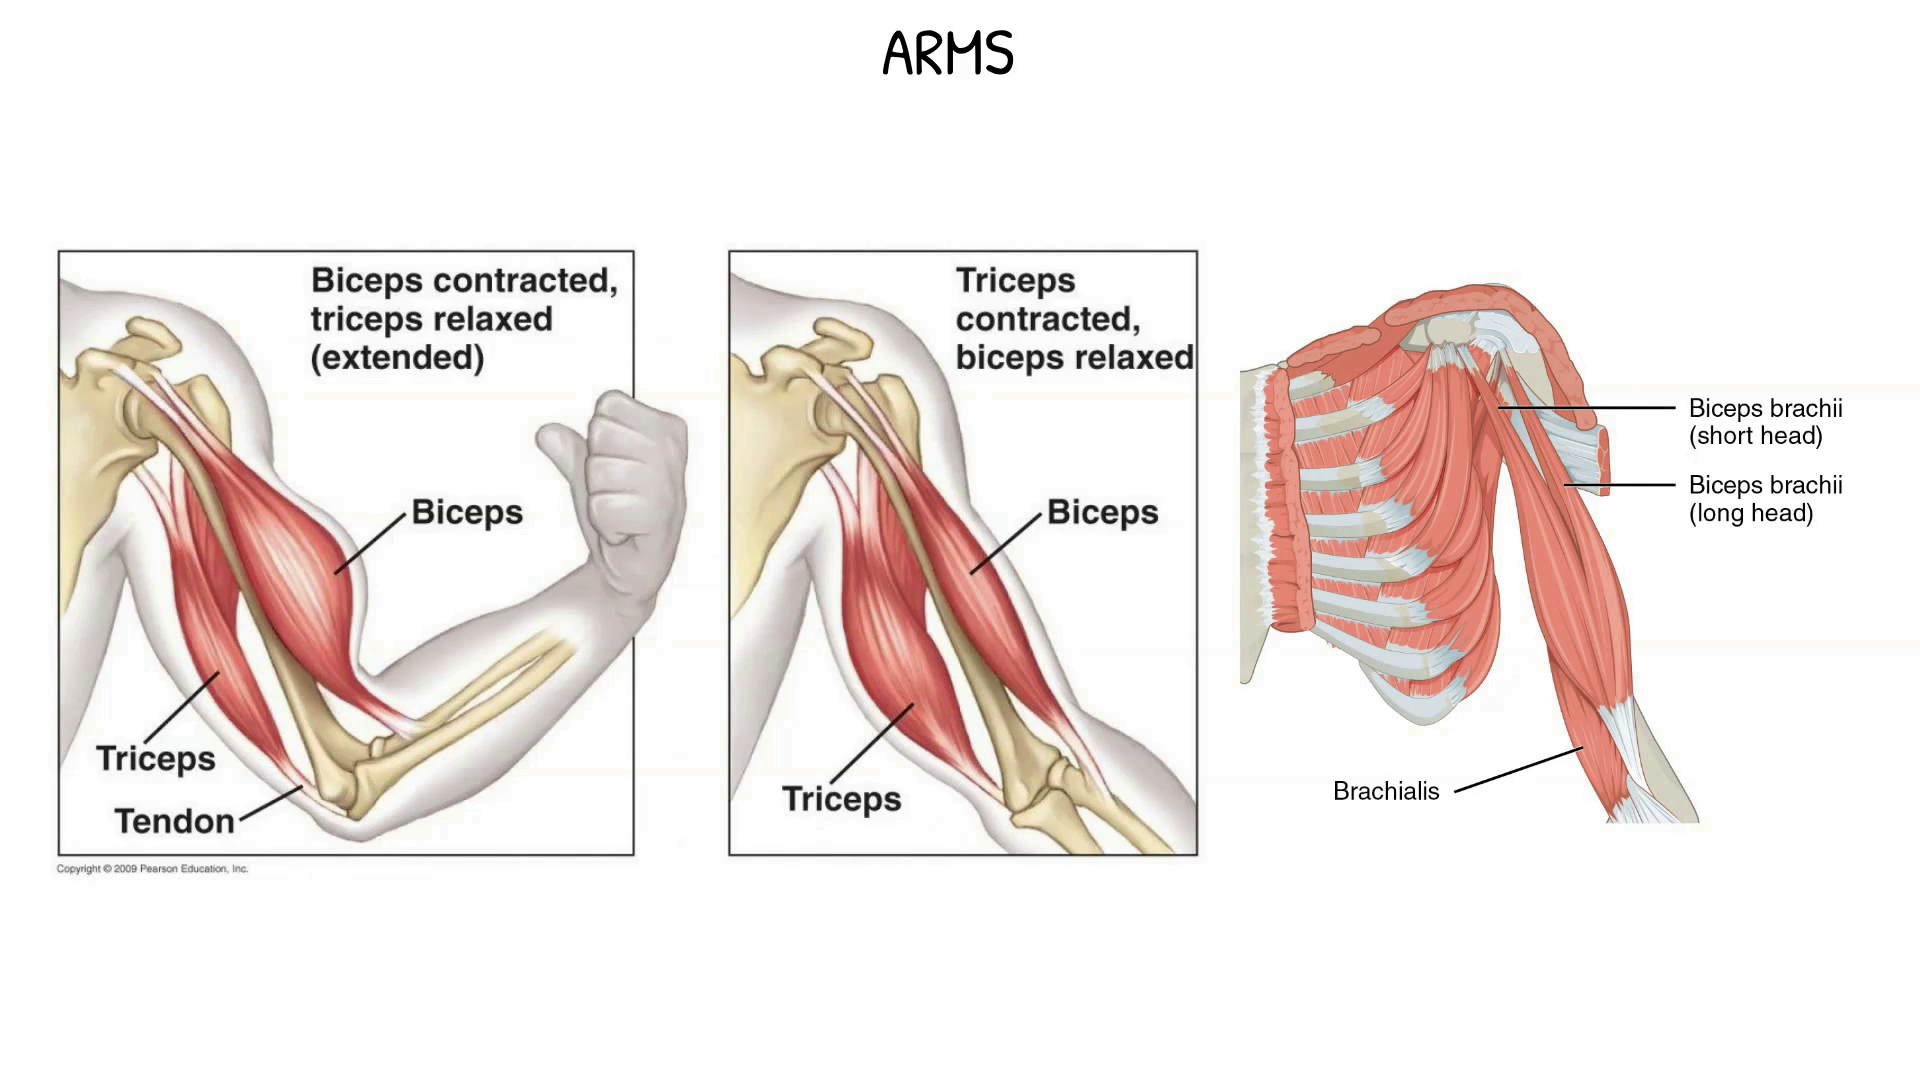 ARMS
Biceps contracted,
triceps relaxed
(extended)
Biceps
Triceps
Tendon
Copyright © 2009 Pearson Education, Inc.
Triceps
contracted,
biceps relaxed
Biceps
Triceps
Biceps brachii
(short head)
Biceps brachii
(long head)
Brachialis